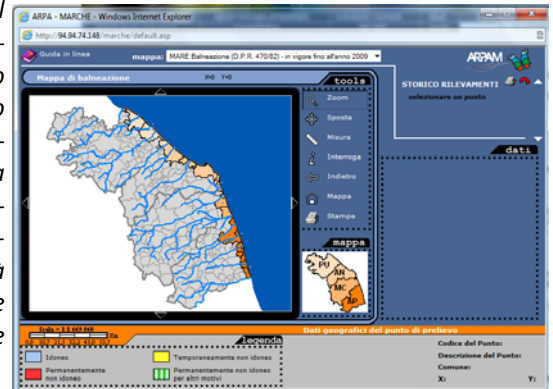 ARPA - MARCHE - Windows Internet Explorer
http://94.94.74.148/marche/default.asp
Guida in linea
mappa: MARE Balneazione (D.P.R. 470/82) - in vigore fino all'anno 2009
ARPAM
Mappa di balneazione
X=0 Y=0
tools
STORICO RILEVAMENTI
selezionare un punto
Zoom
Sposta
Misura
Interroga
Indietro
Mappa
Stampa
dati
mappa
PU
AN
MC
AP
Km
legenda
Dati geografici del punto di prelievo
Idoneo
Temporaneamente non idoneo
Permanentemente non idoneo
Permanentemente non idoneo per altri motivi
Codice del Punto:
Descrizione del Punto:
Comune:
X:
Y: